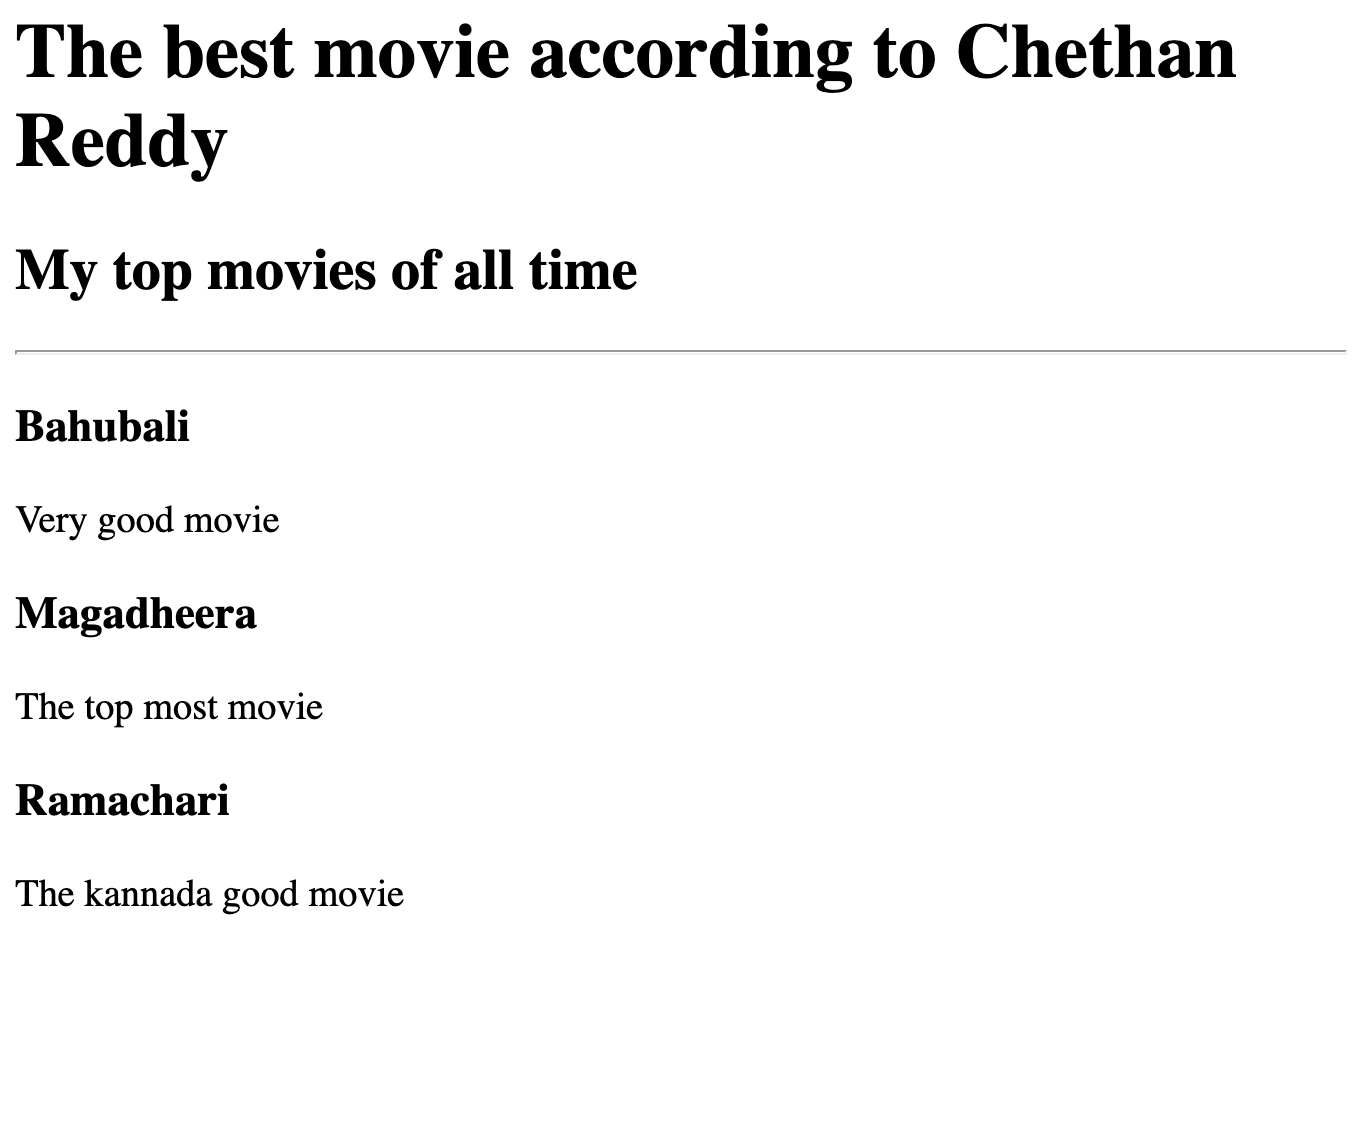 The best movie according to Chethan
Reddy
My top movies of all time
Bahubali
Very good movie
Magadheera
The top most movie
Ramachari
The kannada good movie